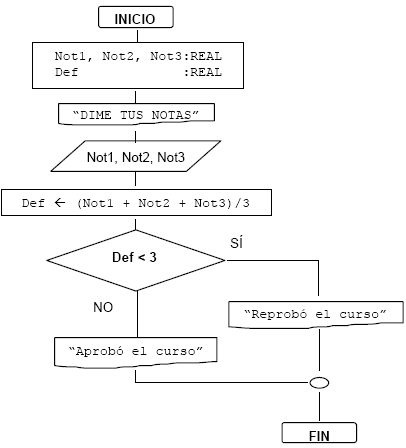 INICIO
Not1, Not2, Not3:REAL
Def :REAL
“DIME TUS NOTAS”
Not1, Not2, Not3
Def ← (Not1 + Not2 + Not3)/3
Def < 3
SÍ
NO
“Reprobó el curso”
“Aprobó el curso”
FIN